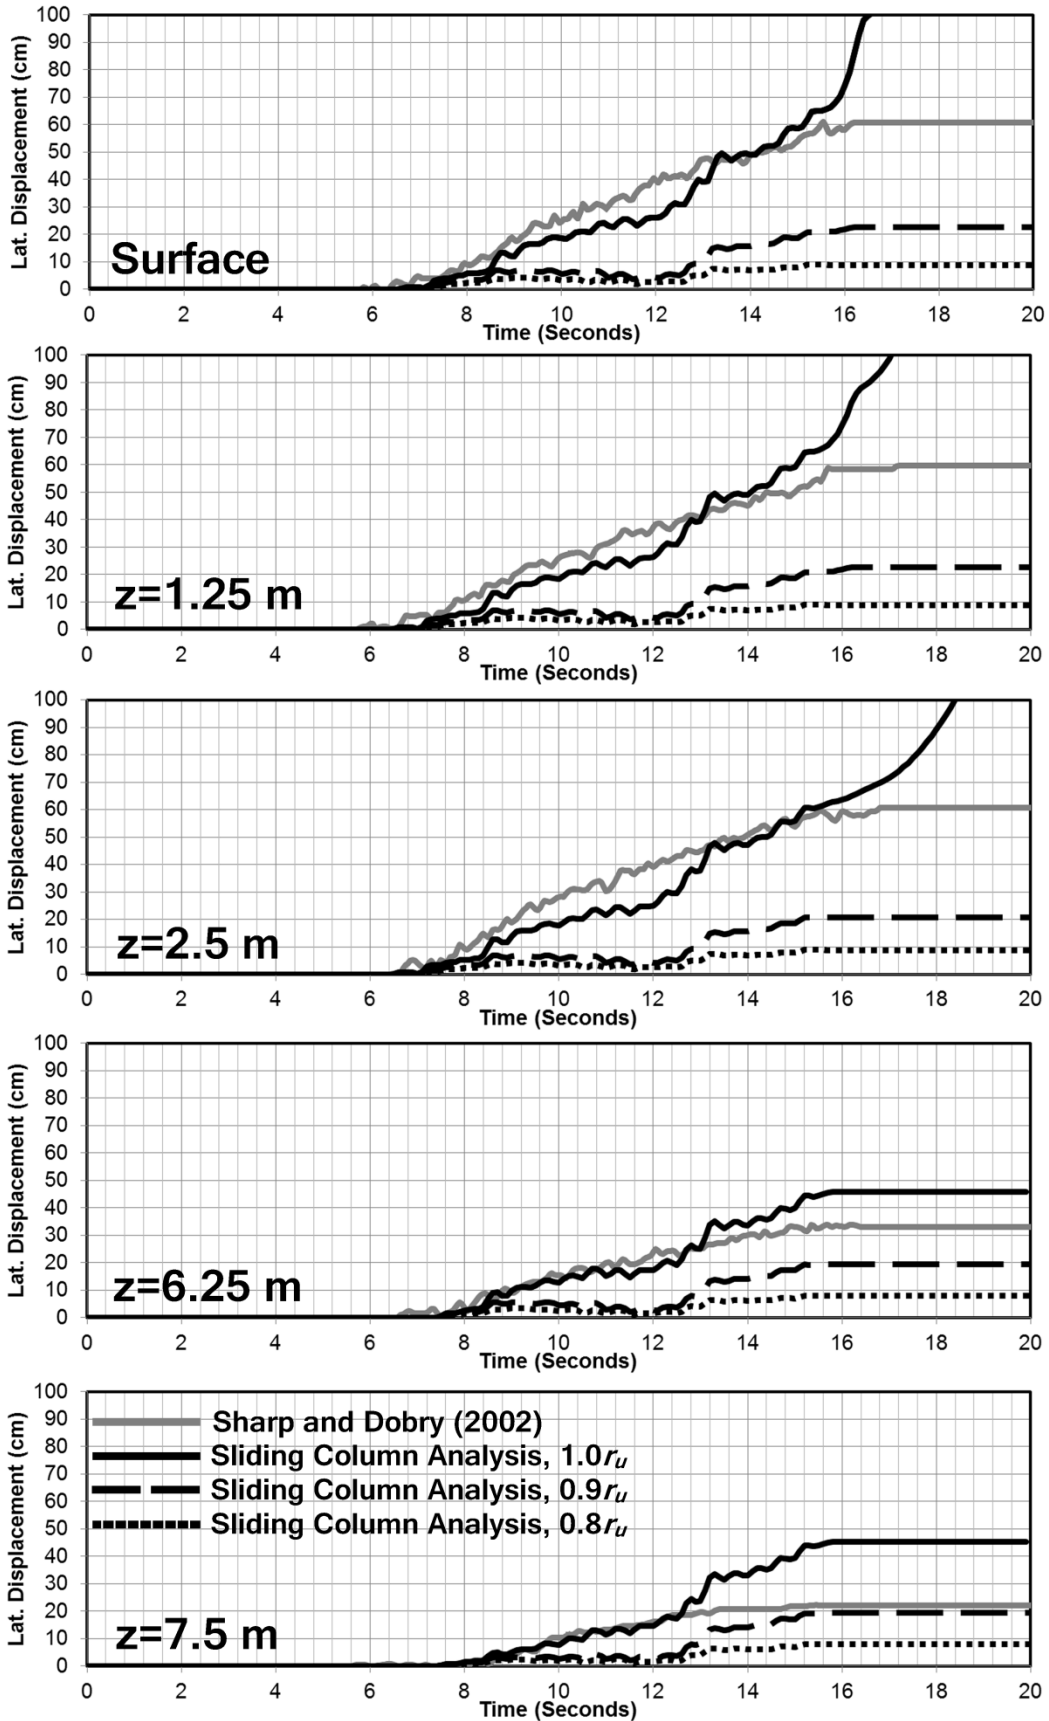 100
90
80
70
60
50
40
30
20
10
0
Lat. Displacement (cm)
Surface
0 2 4 6 8 10 12 14 16 18 20
Time (Seconds)
100
90
80
70
60
50
40
30
20
10
0
Lat. Displacement (cm)
z=1.25 m
0 2 4 6 8 10 12 14 16 18 20
Time (Seconds)
100
90
80
70
60
50
40
30
20
10
0
Lat. Displacement (cm)
z=2.5 m
0 2 4 6 8 10 12 14 16 18 20
Time (Seconds)
100
90
80
70
60
50
40
30
20
10
0
Lat. Displacement (cm)
z=6.25 m
0 2 4 6 8 10 12 14 16 18 20
Time (Seconds)
100
90
80
70
60
50
40
30
20
10
0
Lat. Displacement (cm)
Sharp and Dobry (2002)
Sliding Column Analysis, 1.0rᵤ
Sliding Column Analysis, 0.9rᵤ
Sliding Column Analysis, 0.8rᵤ
z=7.5 m
0 2 4 6 8 10 12 14 16 18 20
Time (Seconds)